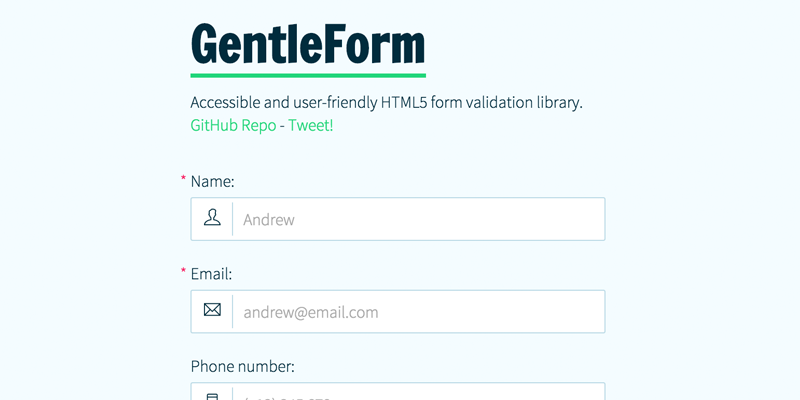 GentleForm
Accessible and user-friendly HTML5 form validation library.
GitHub Repo - Tweet!
* Name:
Andrew
* Email:
andrew@email.com
Phone number: